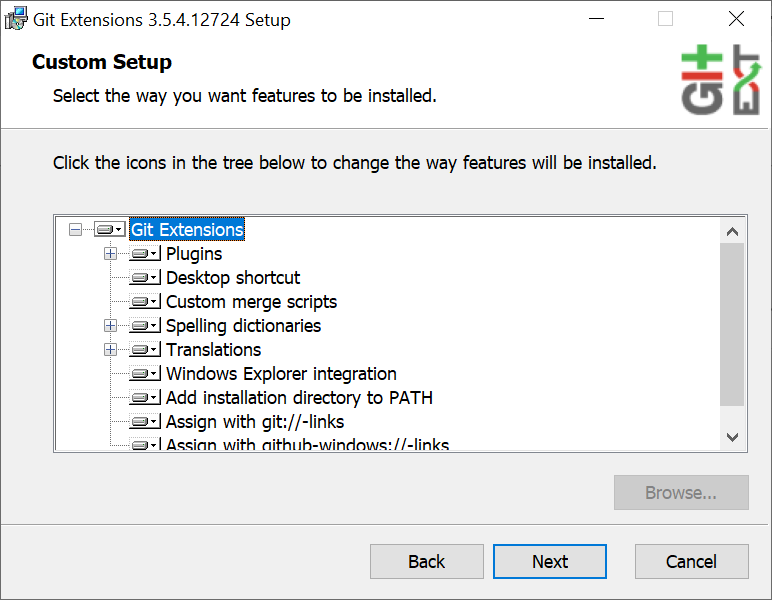 Git Extensions 3.5.4.12724 Setup
Custom Setup
Select the way you want features to be installed.
Git
EXT
Click the icons in the tree below to change the way features will be installed.
Git Extensions
Plugins
Desktop shortcut
Custom merge scripts
Spelling dictionaries
Translations
Windows Explorer integration
Add installation directory to PATH
Assign with git://-links
Assign with github-windows://-links
Browse...
Back
Next
Cancel